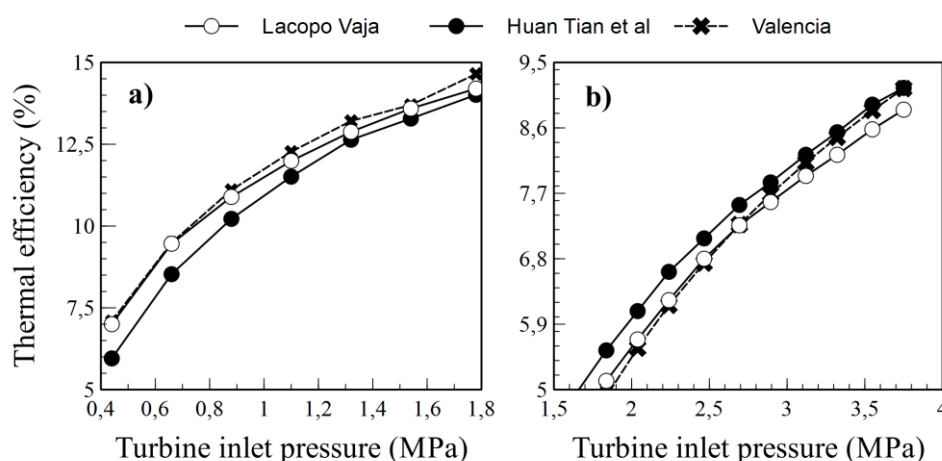 Lacopo Vaja Huan Tian et al Valencia
a)
15
12,5
10
7,5
5
0,4 0,6 0,8 1 1,2 1,4 1,6 1,8
Thermal efficiency (%)
Turbine inlet pressure (MPa)
b)
9,5
8,6
7,7
6,8
5,9
5
1,5 2 2,5 3 3,5 4
Turbine inlet pressure (MPa)